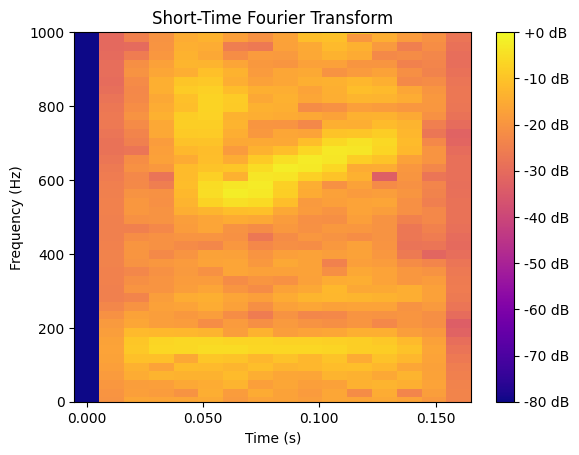 Short-Time Fourier Transform
Frequency (Hz)
1000
800
600
400
200
0
0.000
0.050
0.100
0.150
Time (s)
+0 dB
-10 dB
-20 dB
-30 dB
-40 dB
-50 dB
-60 dB
-70 dB
-80 dB